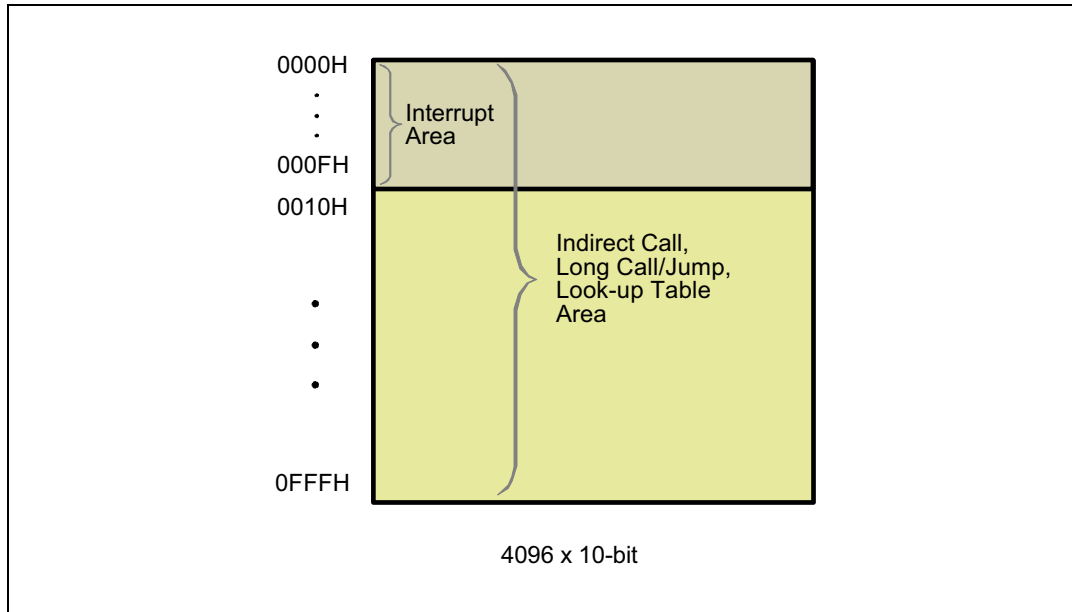 0000H
000FH
0010H
0FFFH
Interrupt
Area
Indirect Call,
Long Call/Jump,
Look-up Table
Area
4096 x 10-bit